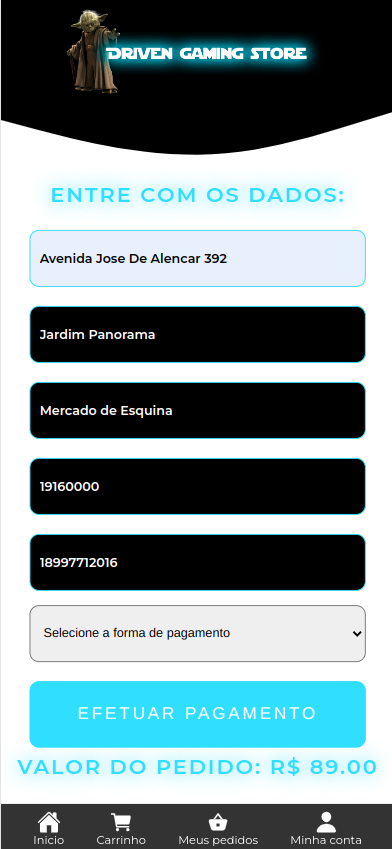 DRIVEN GAMING STORE
ENTRE COM OS DADOS:
Avenida Jose De Alencar 392
Jardim Panorama
Mercado de Esquina
19160000
18997712016
Selecione a forma de pagamento
EFETUAR PAGAMENTO
VALOR DO PEDIDO: R$ 89.00
Inicio Carrinho Meus pedidos Minha conta